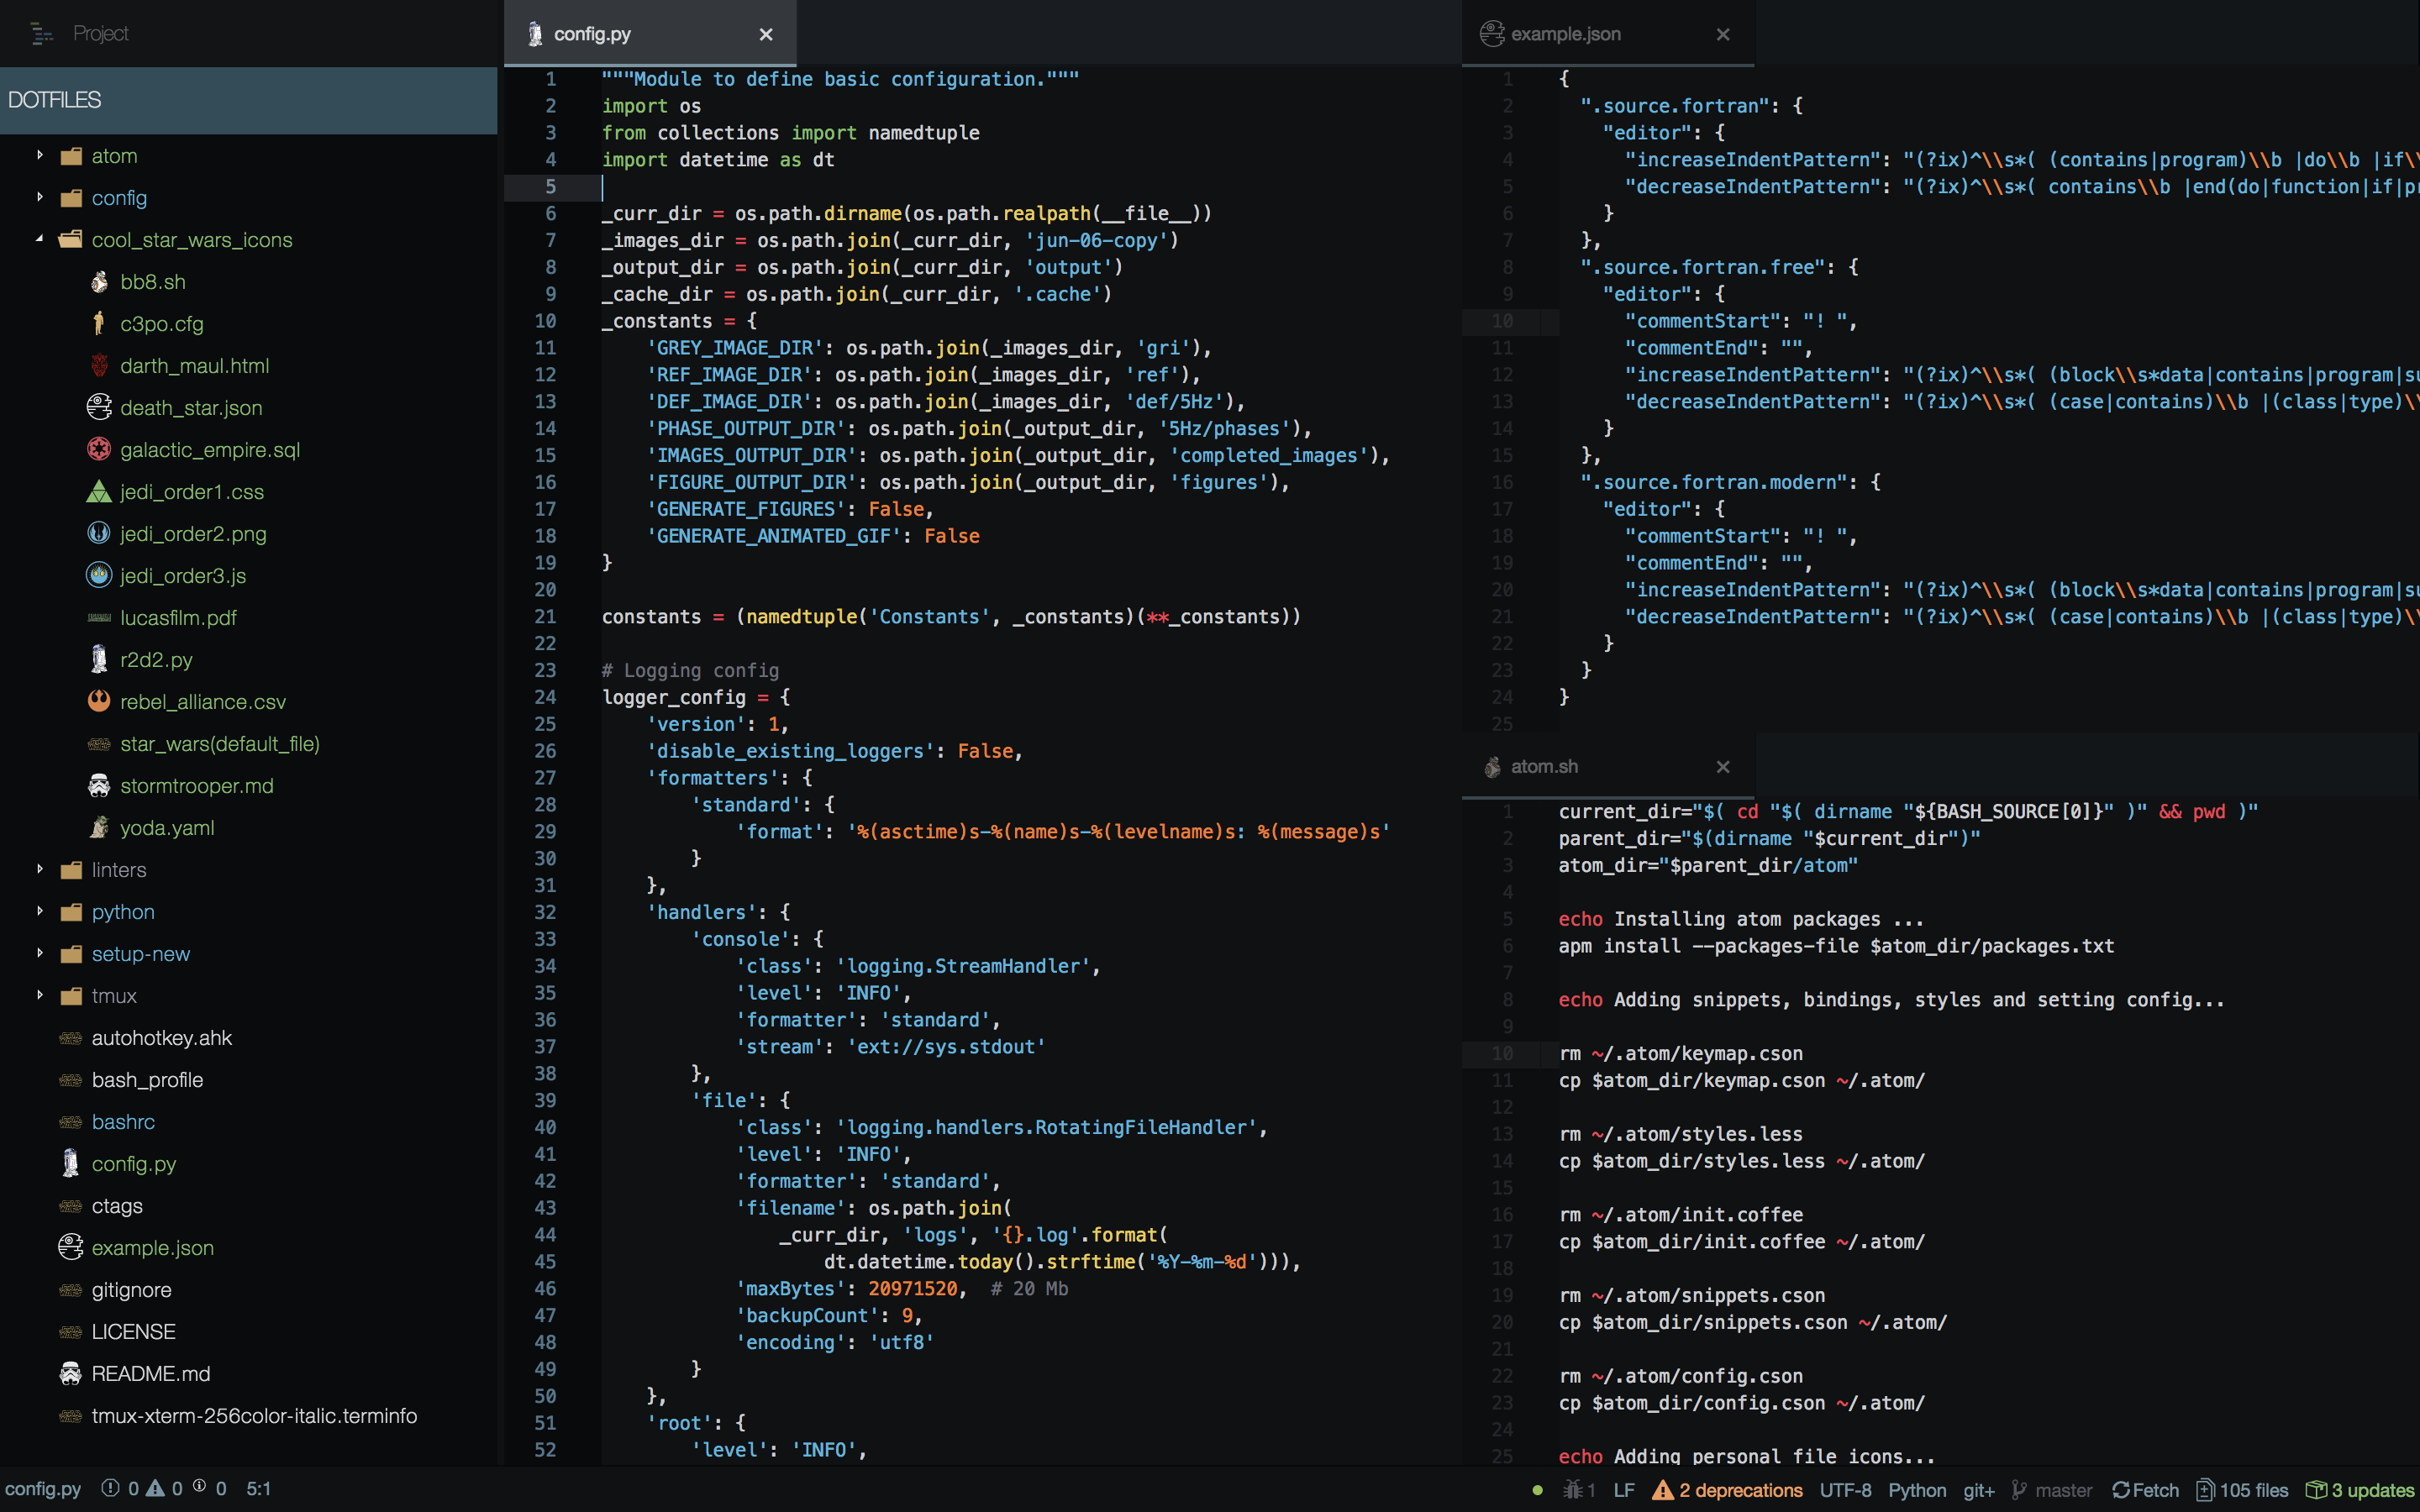 Project
DOTFILES
atom
config
cool_star_wars_icons
bb8.sh
c3po.cfg
darth_maul.html
death_star.json
galactic_empire.sql
jedi_order1.css
jedi_order2.png
jedi_order3.js
lucasfilm.pdf
r2d2.py
rebel_alliance.csv
star_wars(default_file)
stormtrooper.md
yoda.yaml
linters
python
setup-new
tmux
autohotkey.ahk
bash_profile
bashrc
config.py
ctags
example.json
gitignore
LICENSE
README.md
tmux-xterm-256color-italic.terminfo
config.py
1 """Module to define basic configuration."""
2 import os
3 from collections import namedtuple
4 import datetime as dt
5
6 _curr_dir = os.path.dirname(os.path.realpath(__file__))
7 _images_dir = os.path.join(_curr_dir, 'jun-06-copy')
8 _output_dir = os.path.join(_curr_dir, 'output')
9 _cache_dir = os.path.join(_curr_dir, '.cache')
10 _constants = {
11     'GREY_IMAGE_DIR': os.path.join(_images_dir, 'gri'),
12     'REF_IMAGE_DIR': os.path.join(_images_dir, 'ref'),
13     'DEF_IMAGE_DIR': os.path.join(_images_dir, 'def/5Hz'),
14     'PHASE_OUTPUT_DIR': os.path.join(_output_dir, '5Hz/phases'),
15     'IMAGES_OUTPUT_DIR': os.path.join(_output_dir, 'completed_images'),
16     'FIGURE_OUTPUT_DIR': os.path.join(_output_dir, 'figures'),
17     'GENERATE_FIGURES': False,
18     'GENERATE_ANIMATED_GIF': False
19 }
20
21 constants = (namedtuple('Constants', _constants)(**_constants))
22
23 # Logging config
24 logger_config = {
25     'version': 1,
26     'disable_existing_loggers': False,
27     'formatters': {
28         'standard': {
29             'format': '%(asctime)s-%(name)s-%(levelname)s: %(message)s'
30         }
31     },
32     'handlers': {
33         'console': {
34             'class': 'logging.StreamHandler',
35             'level': 'INFO',
36             'formatter': 'standard',
37             'stream': 'ext://sys.stdout'
38         },
39         'file': {
40             'class': 'logging.handlers.RotatingFileHandler',
41             'level': 'INFO',
42             'formatter': 'standard',
43             'filename': os.path.join(
44                 _curr_dir, 'logs', '{}.log'.format(
45                     dt.datetime.today().strftime('%Y-%m-%d'))),
46             'maxBytes': 20971520,  # 20 Mb
47             'backupCount': 9,
48             'encoding': 'utf8'
49         }
50     },
51     'root': {
52         'level': 'INFO',
example.json
1 {
2   ".source.fortran": {
3     "editor": {
4       "increaseIndentPattern": "(?ix)^\\s*( (contains|program)\\b |do\\b |if\
5       "decreaseIndentPattern": "(?ix)^\\s*( contains\\b |end(do|function|if|p
6     }
7   },
8   ".source.fortran.free": {
9     "editor": {
10       "commentStart": "! ",
11       "commentEnd": "",
12       "increaseIndentPattern": "(?ix)^\\s*( (block\\s*data|contains|program|s
13       "decreaseIndentPattern": "(?ix)^\\s*( (case|contains)\\b |(class|type)\
14     }
15   },
16   ".source.fortran.modern": {
17     "editor": {
18       "commentStart": "! ",
19       "commentEnd": "",
20       "increaseIndentPattern": "(?ix)^\\s*( (block\\s*data|contains|program|s
21       "decreaseIndentPattern": "(?ix)^\\s*( (case|contains)\\b |(class|type)\
22     }
23   }
24 }
25
atom.sh
1 current_dir="$( cd "$( dirname "${BASH_SOURCE[0]}" )" && pwd )"
2 parent_dir="$(dirname "$current_dir")"
3 atom_dir="$parent_dir/atom"
4
5 echo Installing atom packages ...
6 apm install --packages-file $atom_dir/packages.txt
7
8 echo Adding snippets, bindings, styles and setting config...
9
10 rm ~/.atom/keymap.cson
11 cp $atom_dir/keymap.cson ~/.atom/
12
13 rm ~/.atom/styles.less
14 cp $atom_dir/styles.less ~/.atom/
15
16 rm ~/.atom/init.coffee
17 cp $atom_dir/init.coffee ~/.atom/
18
19 rm ~/.atom/snippets.cson
20 cp $atom_dir/snippets.cson ~/.atom/
21
22 rm ~/.atom/config.cson
23 cp $atom_dir/config.cson ~/.atom/
24
25 echo Adding personal file icons...
config.py 0 0 0 5:1 1 LF 2 deprecations UTF-8 Python git+ master Fetch 105 files 3 updates